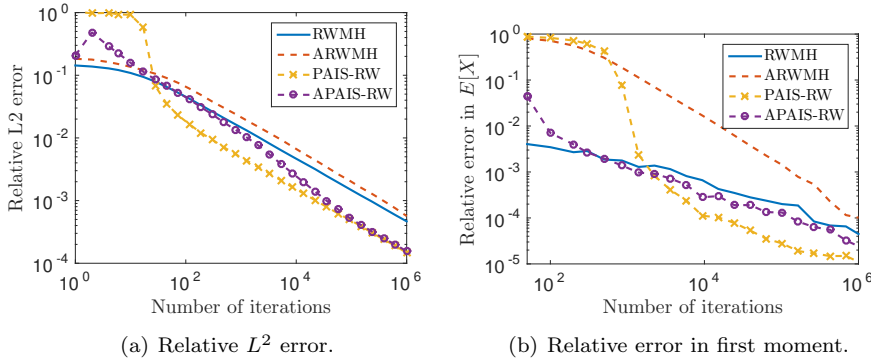 10^0
10^-1
10^-2
10^-3
10^-4
Relative L2 error
RWMH
ARWMH
PAIS-RW
APAIS-RW
10^0
10^2
10^4
10^6
Number of iterations
(a) Relative L^2 error.
10^0
10^-1
10^-2
10^-3
10^-4
10^-5
Relative error in E[X]
RWMH
ARWMH
PAIS-RW
APAIS-RW
10^2
10^4
10^6
Number of iterations
(b) Relative error in first moment.